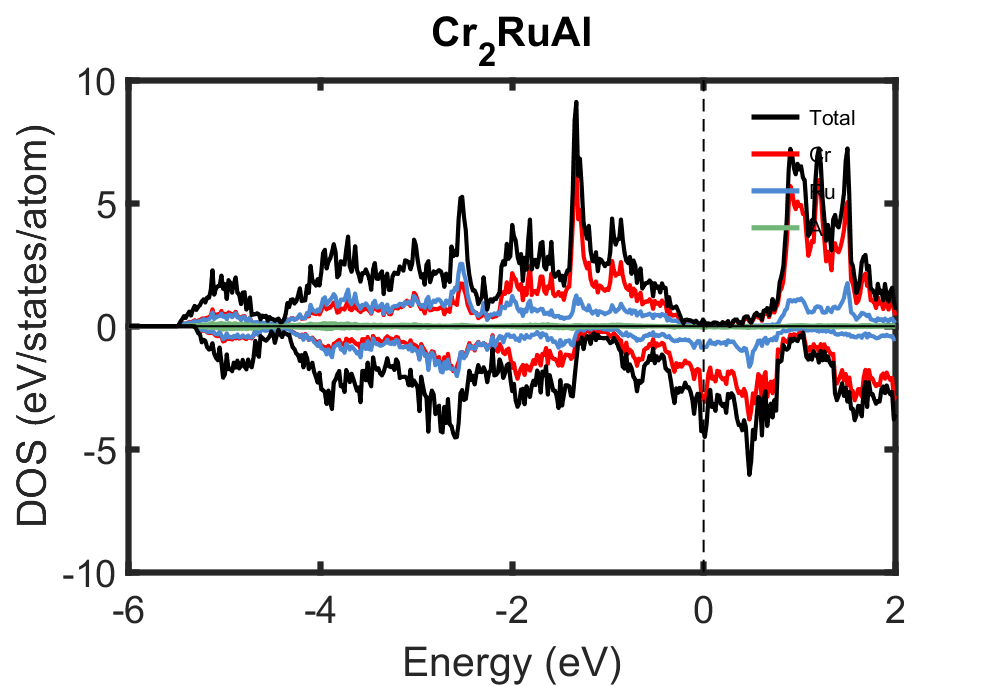 Cr2RuAl
DOS (eV/states/atom)
10
5
0
-5
-10
Total
Cr
Ru
Al
-6 -4 -2 0 2
Energy (eV)